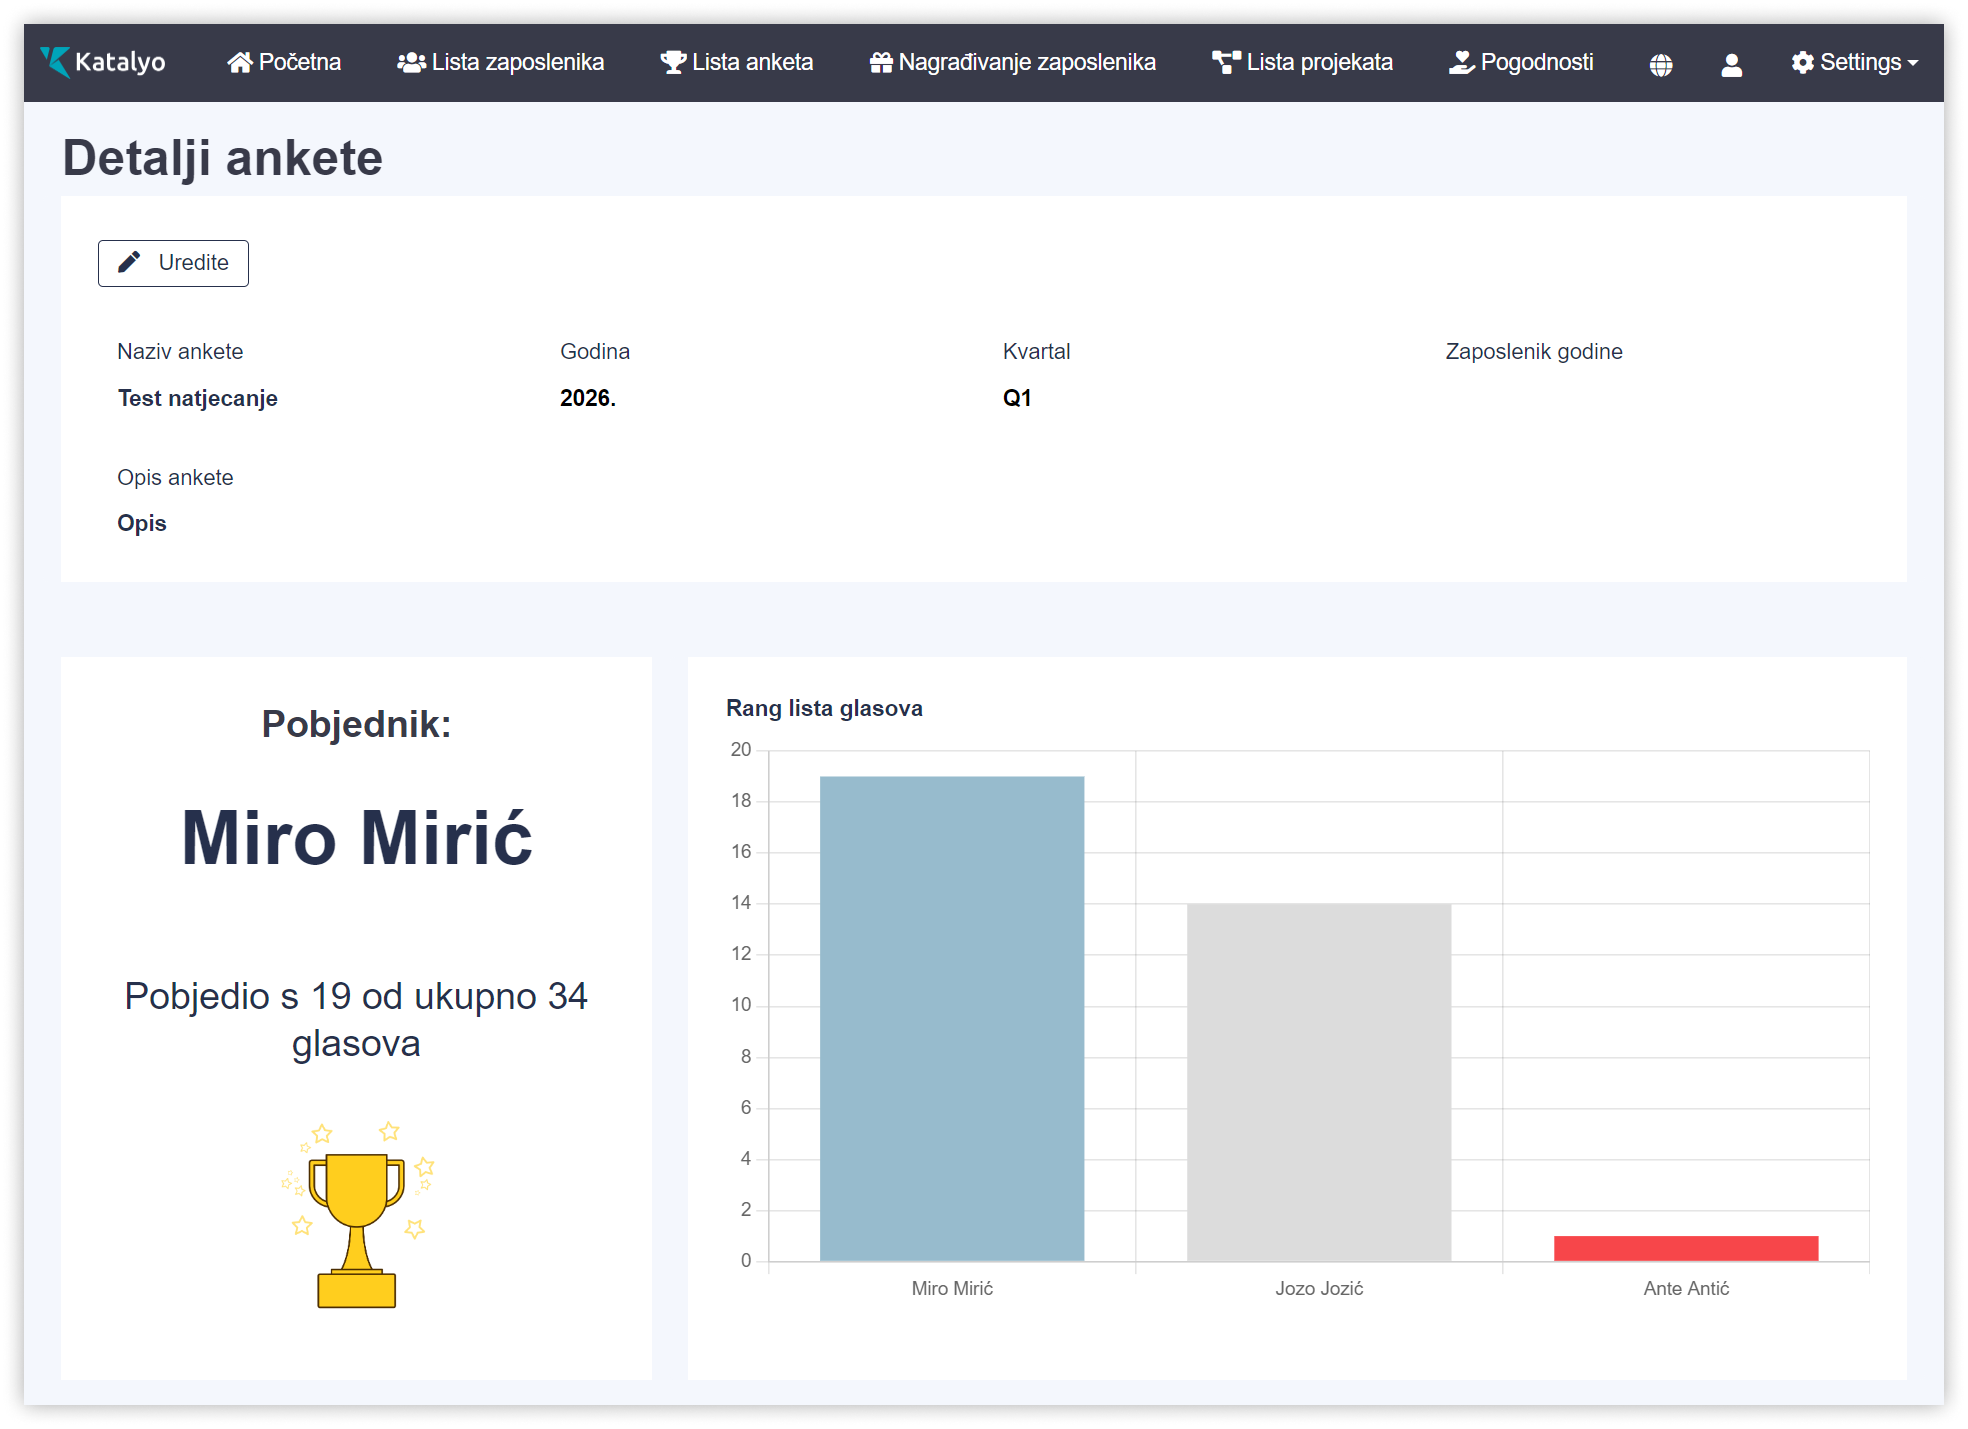 Katalyo Početna Lista zaposlenika Lista anketa Nagrađivanje zaposlenika Lista projekata Pogodnosti Settings
Detalji ankete
Uredite
Naziv ankete Godina Kvartal Zaposlenik godine
Test natjecanje 2026. Q1
Opis ankete
Opis
Pobjednik:
Miro Mirić
Pobjedio s 19 od ukupno 34
glasova
Rang lista glasova
20
18
16
14
12
10
8
6
4
2
0
Miro Mirić Jozo Jozić Ante Antić